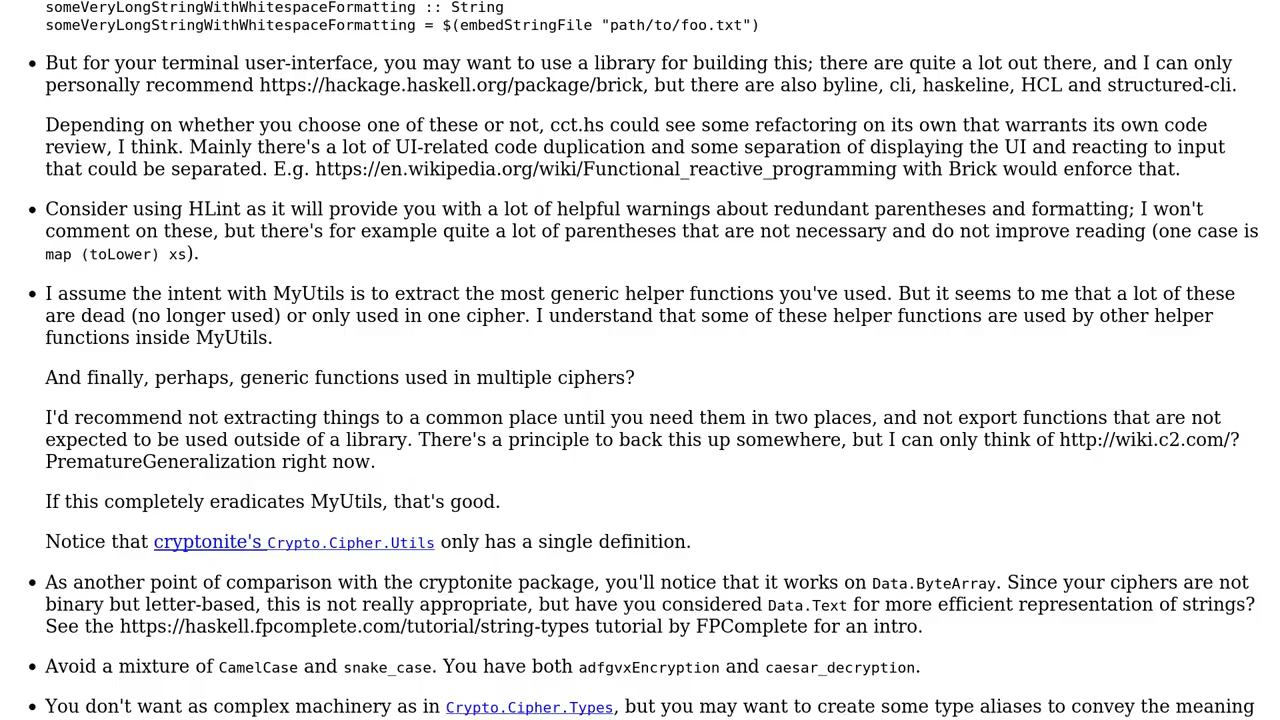 someVeryLongStringWithWhitespaceFormatting :: String
someVeryLongStringWithWhitespaceFormatting = $(embedStringFile "path/to/foo.txt")
• But for your terminal user-interface, you may want to use a library for building this; there are quite a lot out there, and I can only
personally recommend https://hackage.haskell.org/package/brick, but there are also byline, cli, haskeline, HCL and structured-cli.
Depending on whether you choose one of these or not, cct.hs could see some refactoring on its own that warrants its own code
review, I think. Mainly there's a lot of UI-related code duplication and some separation of displaying the UI and reacting to input
that could be separated. E.g. https://en.wikipedia.org/wiki/Functional_reactive_programming with Brick would enforce that.
• Consider using HLint as it will provide you with a lot of helpful warnings about redundant parentheses and formatting; I won't
comment on these, but there's for example quite a lot of parentheses that are not necessary and do not improve reading (one case is
map (toLower) xs).
• I assume the intent with MyUtils is to extract the most generic helper functions you've used. But it seems to me that a lot of these
are dead (no longer used) or only used in one cipher. I understand that some of these helper functions are used by other helper
functions inside MyUtils.
And finally, perhaps, generic functions used in multiple ciphers?
I'd recommend not extracting things to a common place until you need them in two places, and not export functions that are not
expected to be used outside of a library. There's a principle to back this up somewhere, but I can only think of http://wiki.c2.com/?
PrematureGeneralization right now.
If this completely eradicates MyUtils, that's good.
Notice that cryptonite's Crypto.Cipher.Utils only has a single definition.
• As another point of comparison with the cryptonite package, you'll notice that it works on Data.ByteArray. Since your ciphers are not
binary but letter-based, this is not really appropriate, but have you considered Data.Text for more efficient representation of strings?
See the https://haskell.fpcomplete.com/tutorial/string-types tutorial by FPComplete for an intro.
• Avoid a mixture of CamelCase and snake_case. You have both adfgvxEncryption and caesar_decryption.
• You don't want as complex machinery as in Crypto.Cipher.Types, but you may want to create some type aliases to convey the meaning